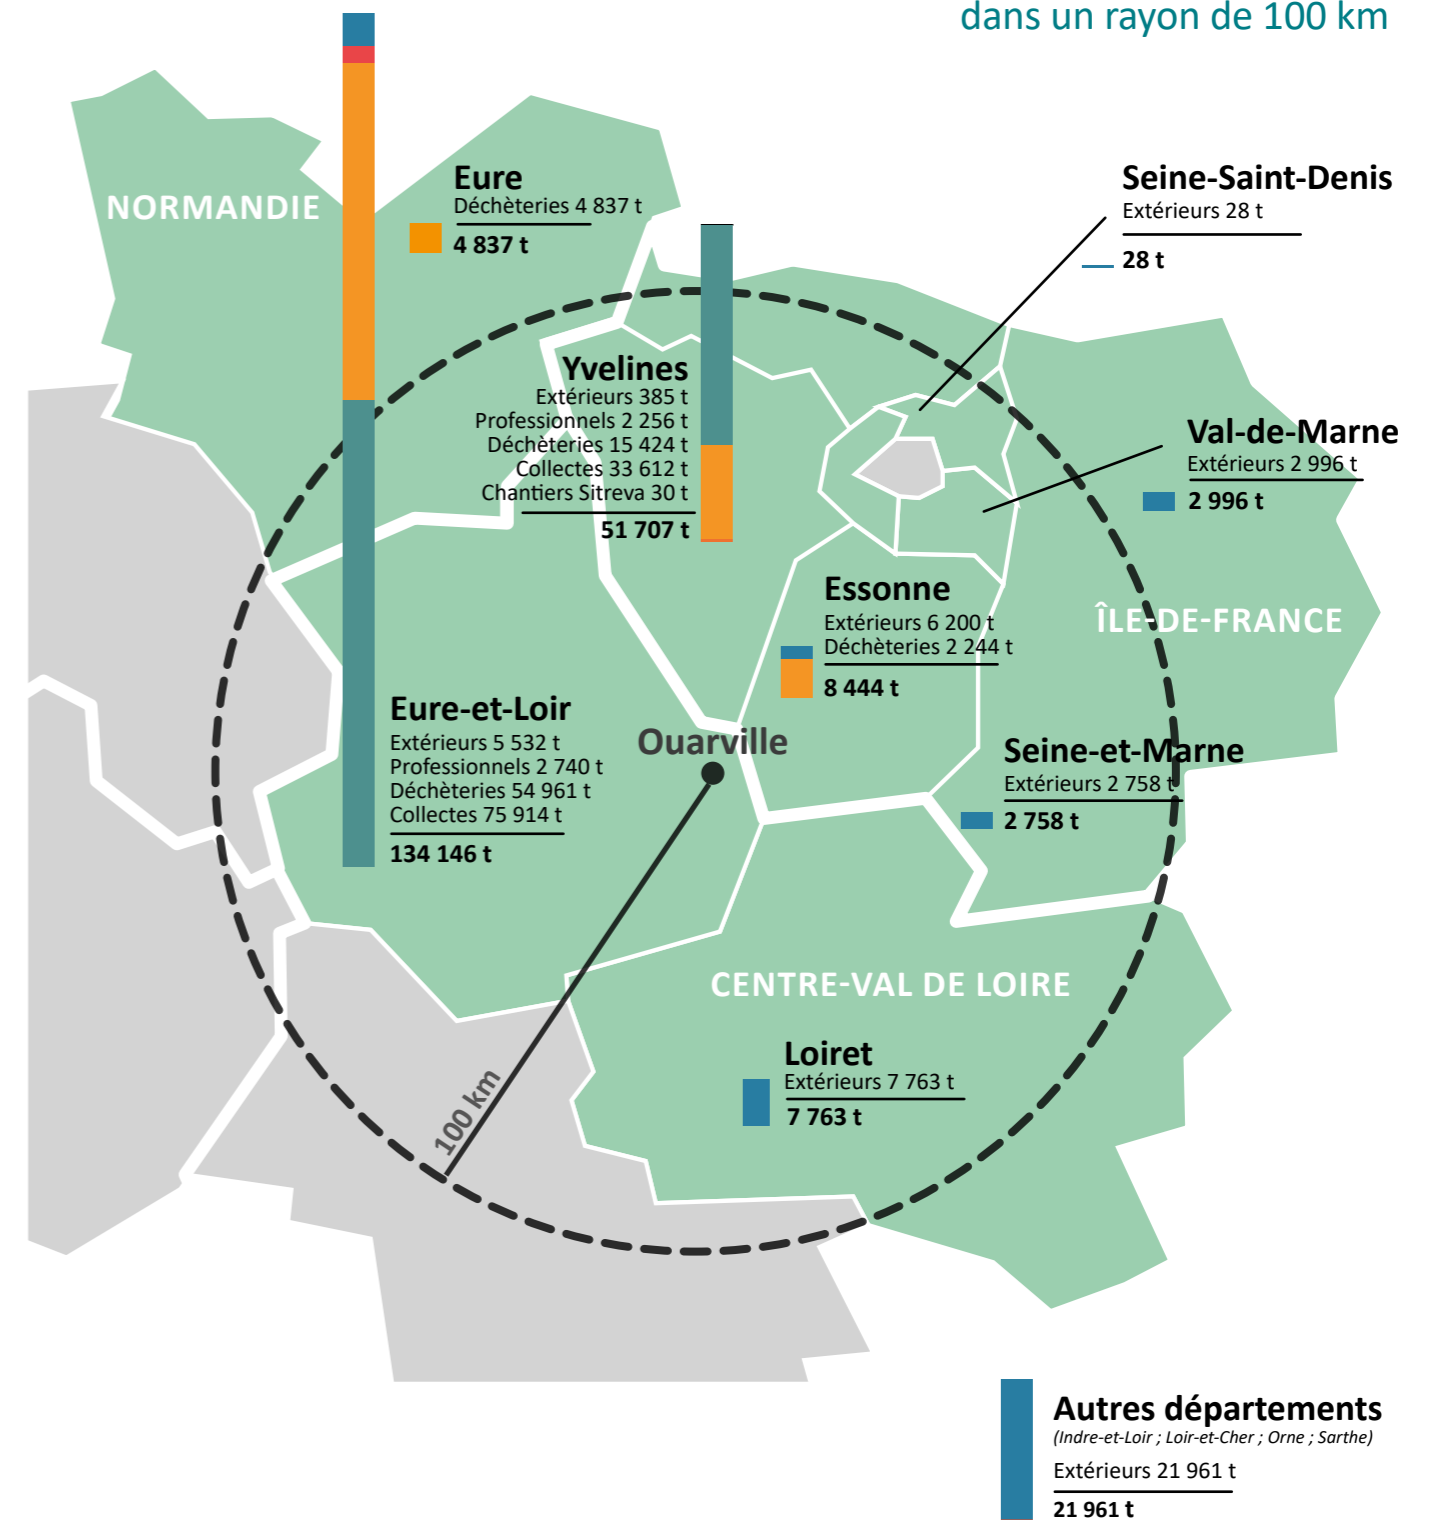 dans un rayon de 100 km
NORMANDIE
Eure
Déchèteries 4 837 t
4 837 t
Seine-Saint-Denis
Extérieurs 28 t
28 t
Yvelines
Extérieurs 385 t
Professionnels 2 256 t
Déchèteries 15 424 t
Collectes 33 612 t
Chantiers Sitreva 30 t
51 707 t
Val-de-Marne
Extérieurs 2 996 t
2 996 t
Essonne
Extérieurs 6 200 t
Déchèteries 2 244 t
8 444 t
ÎLE-DE-FRANCE
Eure-et-Loir
Extérieurs 5 532 t
Professionnels 2 740 t
Déchèteries 54 961 t
Collectes 75 914 t
134 146 t
Ouarville
Seine-et-Marne
Extérieurs 2 758 t
2 758 t
CENTRE-VAL DE LOIRE
Loiret
Extérieurs 7 763 t
7 763 t
100 km
Autres départements
(Indre-et-Loir ; Loir-et-Cher ; Orne ; Sarthe)
Extérieurs 21 961 t
21 961 t